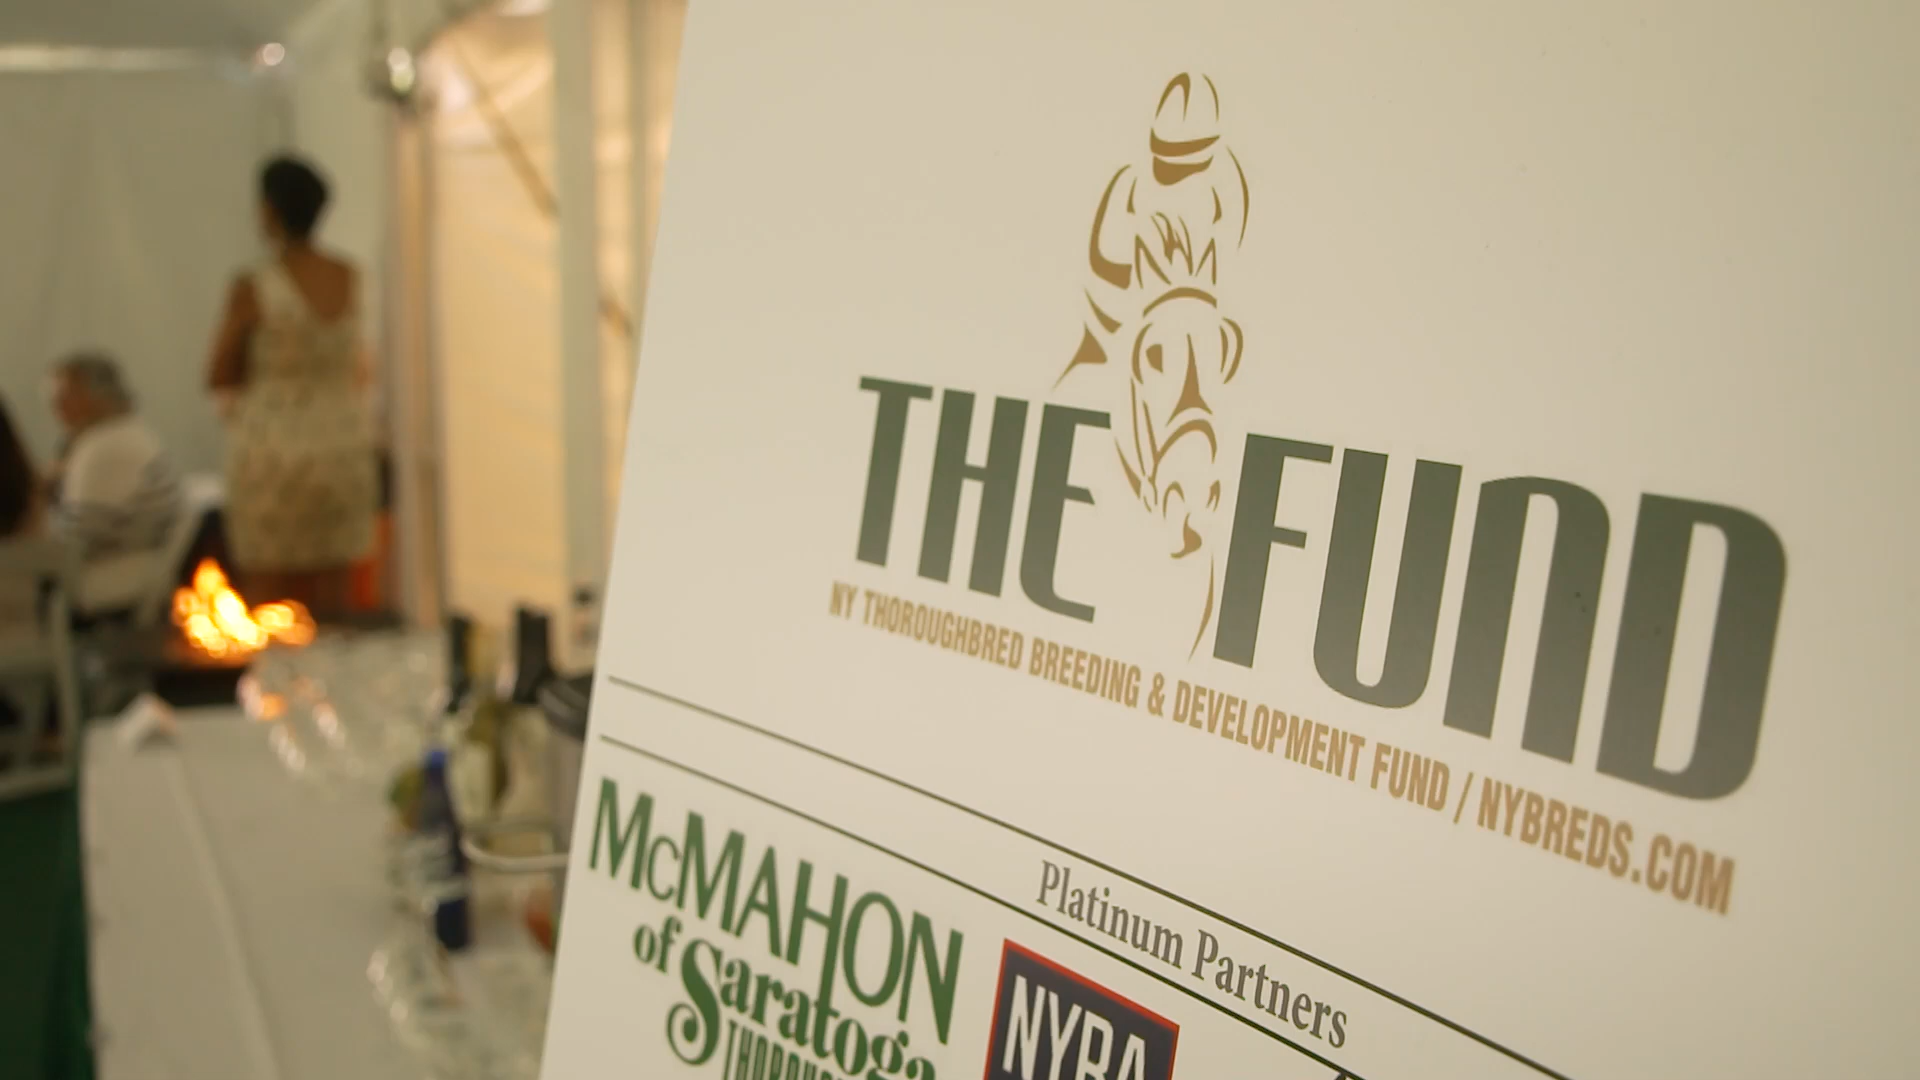 THE FUND
NY THOROUGHBRED BREEDING & DEVELOPMENT FUND / NYBREDS.COM
Platinum Partners
McMAHON
of Saratoga
NYRA